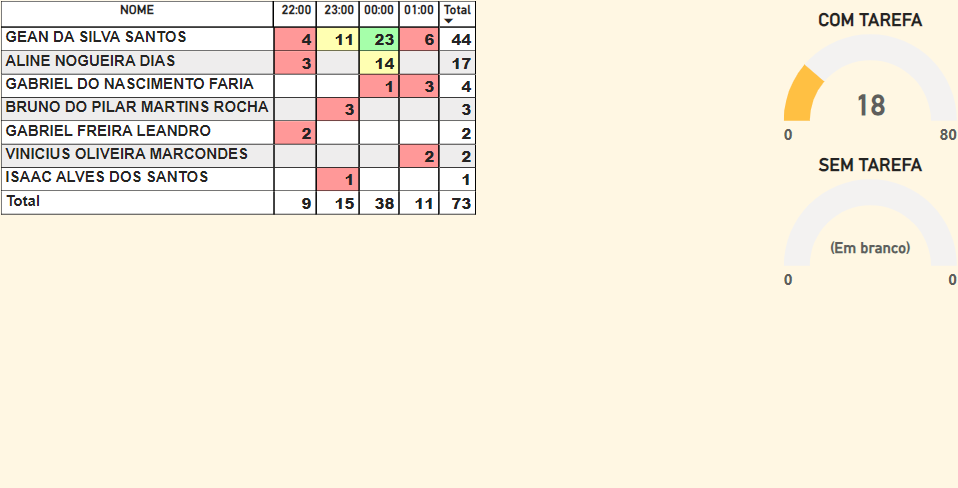 NOME 22:00 23:00 00:00 01:00 Total
GEAN DA SILVA SANTOS 4 11 23 6 44
ALINE NOGUEIRA DIAS 3 14 17
GABRIEL DO NASCIMENTO FARIA 1 3 4
BRUNO DO PILAR MARTINS ROCHA 3 3
GABRIEL FREIRA LEANDRO 2 2
VINICIUS OLIVEIRA MARCONDES 2 2
ISAAC ALVES DOS SANTOS 1 1
Total 9 15 38 11 73
COM TAREFA
18
0 80
SEM TAREFA
(Em branco)
0 0